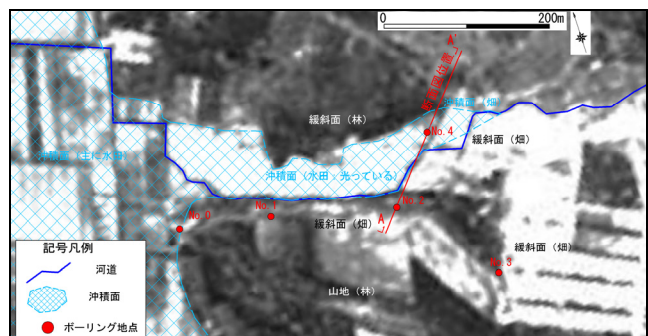 0 200m
A'
断面図位置
緩斜面（林）
沖積面（畑）
No.4
緩斜面（畑）
沖積面（主に水田）
沖積面（水田：光っている）
No.0
No.1
No.2
A
緩斜面（畑）
緩斜面（畑）
No.3
山地（林）
記号凡例
河道
沖積面
ボーリング地点